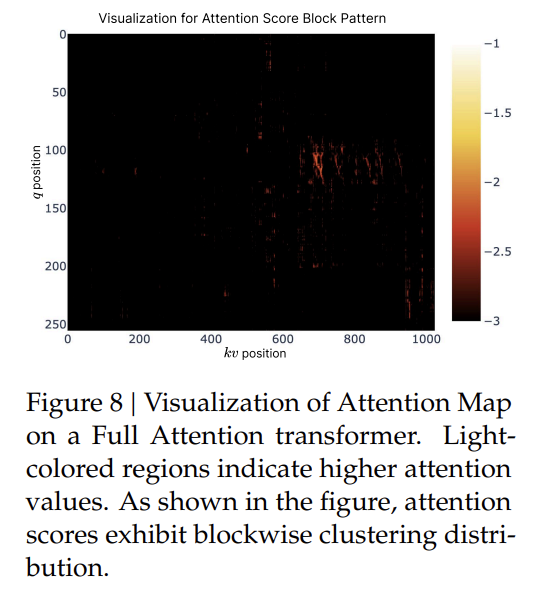 Visualization for Attention Score Block Pattern
0
50
100
150
200
250
q position
0 200 400 600 800 1000
kv position
−1
−1.5
−2
−2.5
−3
Figure 8 | Visualization of Attention Map
on a Full Attention transformer. Light-
colored regions indicate higher attention
values. As shown in the figure, attention
scores exhibit blockwise clustering distri-
bution.